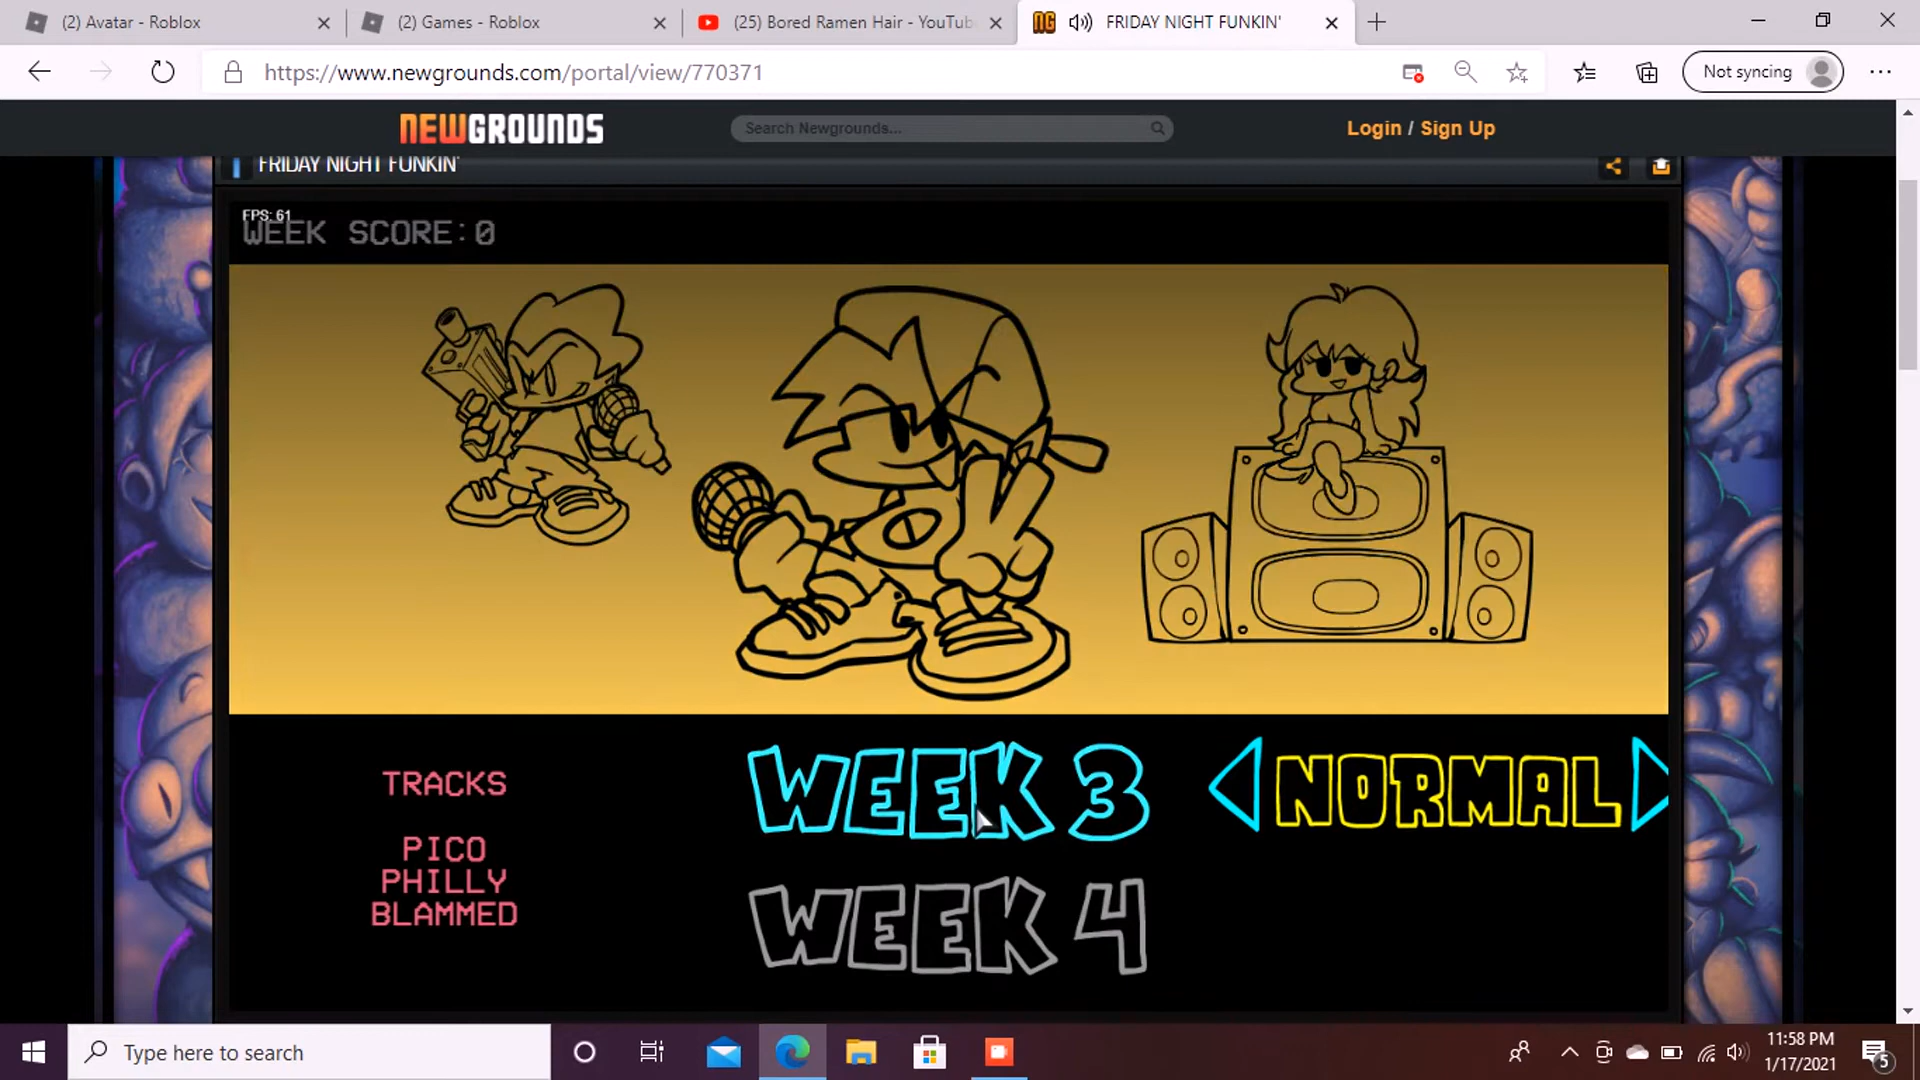 (2) Avatar - Roblox
(2) Games - Roblox
(25) Bored Ramen Hair - YouTub
NG
FRIDAY NIGHT FUNKIN'
https://www.newgrounds.com/portal/view/770371
Not syncing
NEWGROUNDS
Search Newgrounds...
Login / Sign Up
FRIDAY NIGHT FUNKIN'
FPS: 61
WEEK SCORE:0
TRACKS
PICO
PHILLY
BLAMMED
WEEK 3
NORMAL
WEEK 4
Type here to search
11:58 PM
1/17/2021
5